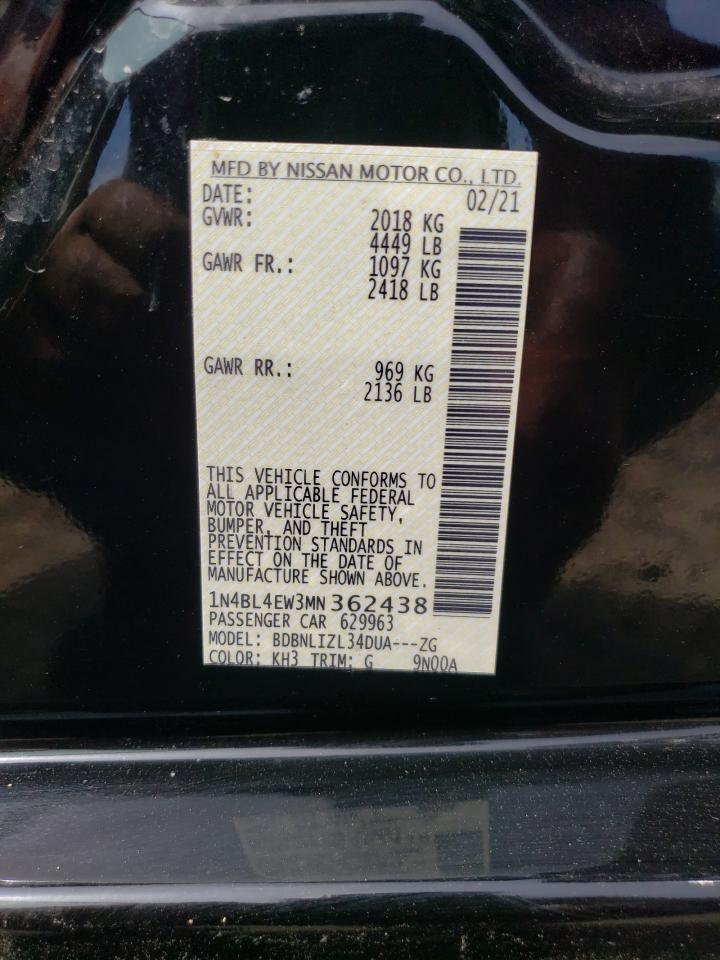 MFD BY NISSAN MOTOR CO., LTD.
DATE: 02/21
GVWR: 2018 KG
4449 LB
GAWR FR.: 1097 KG
2418 LB
GAWR RR.: 969 KG
2136 LB
THIS VEHICLE CONFORMS TO
ALL APPLICABLE FEDERAL
MOTOR VEHICLE SAFETY,
BUMPER, AND THEFT
PREVENTION STANDARDS IN
EFFECT ON THE DATE OF
MANUFACTURE SHOWN ABOVE.
1N4BL4EW3MN362438
PASSENGER CAR 629963
MODEL: BDBNLIZL34DUA---ZG
COLOR: KH3 TRIM: G 9N00A